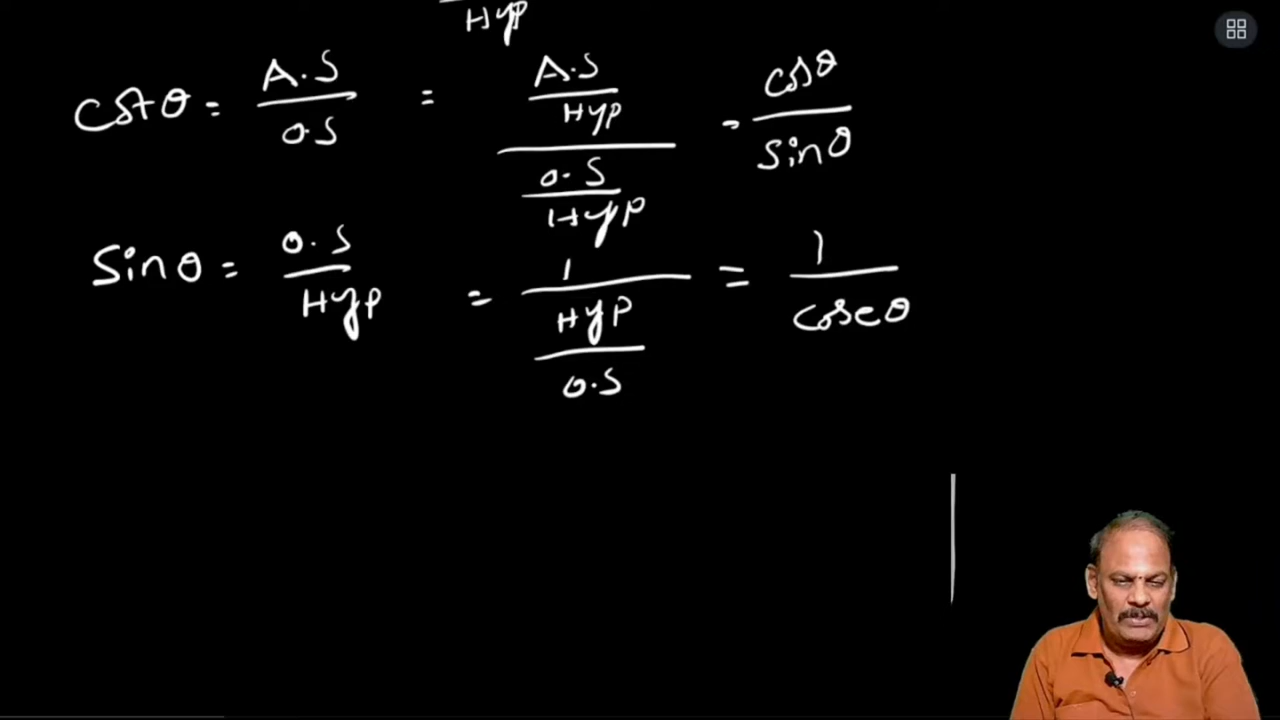 Hyp
cotθ = A.S / O.S = (A.S / Hyp) / (O.S / Hyp) = cosθ / sinθ
Sinθ = O.S / Hyp = 1 / (Hyp / O.S) = 1 / cosecθ